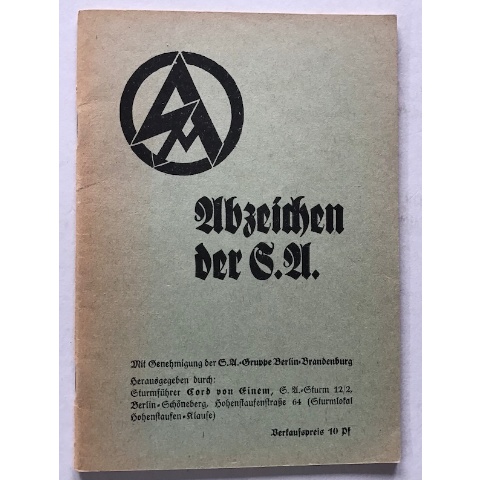 SA
Abzeichen
der S.A.
Mit Genehmigung der S.A.-Gruppe Berlin-Brandenburg
Herausgegeben durch:
Sturmführer Cord von Einem, S.A.-Sturm 12/2,
Berlin-Schöneberg, Hohenstaufenstraße 64 (Sturmlokal
Hohenstaufen-Klause)
Verkaufspreis 10 Pf